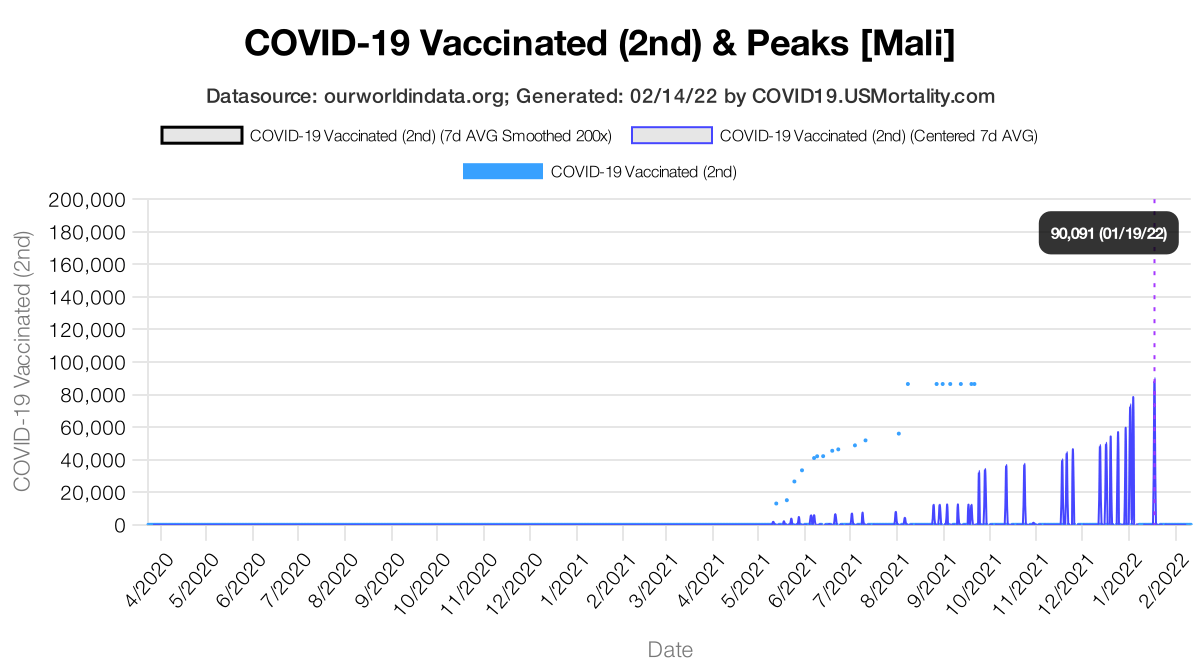 COVID-19 Vaccinated (2nd) & Peaks [Mali]
Datasource: ourworldindata.org; Generated: 02/14/22 by COVID19.USMortality.com
COVID-19 Vaccinated (2nd) (7d AVG Smoothed 200x) COVID-19 Vaccinated (2nd) (Centered 7d AVG)
COVID-19 Vaccinated (2nd)
COVID-19 Vaccinated (2nd)
200,000
180,000
160,000
140,000
120,000
100,000
80,000
60,000
40,000
20,000
0
90,091 (01/19/22)
4/2020 5/2020 6/2020 7/2020 8/2020 9/2020 10/2020 11/2020 12/2020 1/2021 2/2021 3/2021 4/2021 5/2021 6/2021 7/2021 8/2021 9/2021 10/2021 11/2021 12/2021 1/2022 2/2022
Date